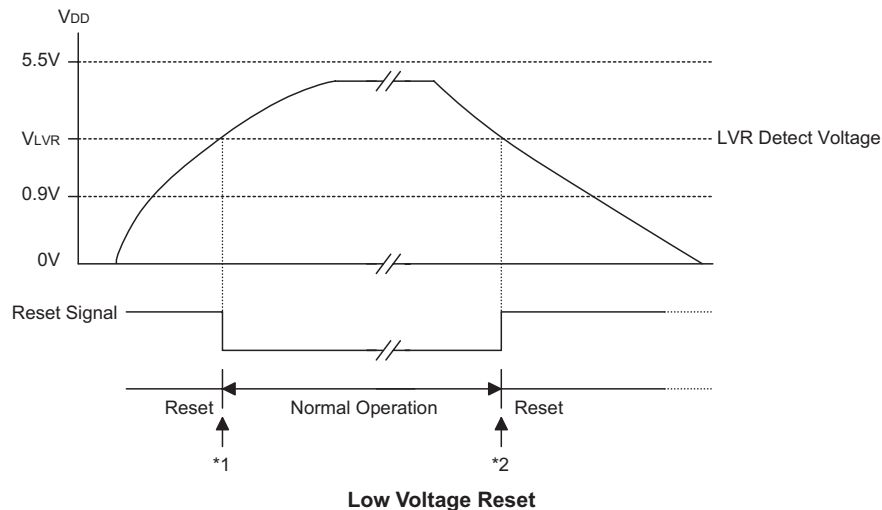 VDD
5.5V
VLVR
LVR Detect Voltage
0.9V
0V
Reset Signal
Reset
Normal Operation
Reset
*1
*2
Low Voltage Reset